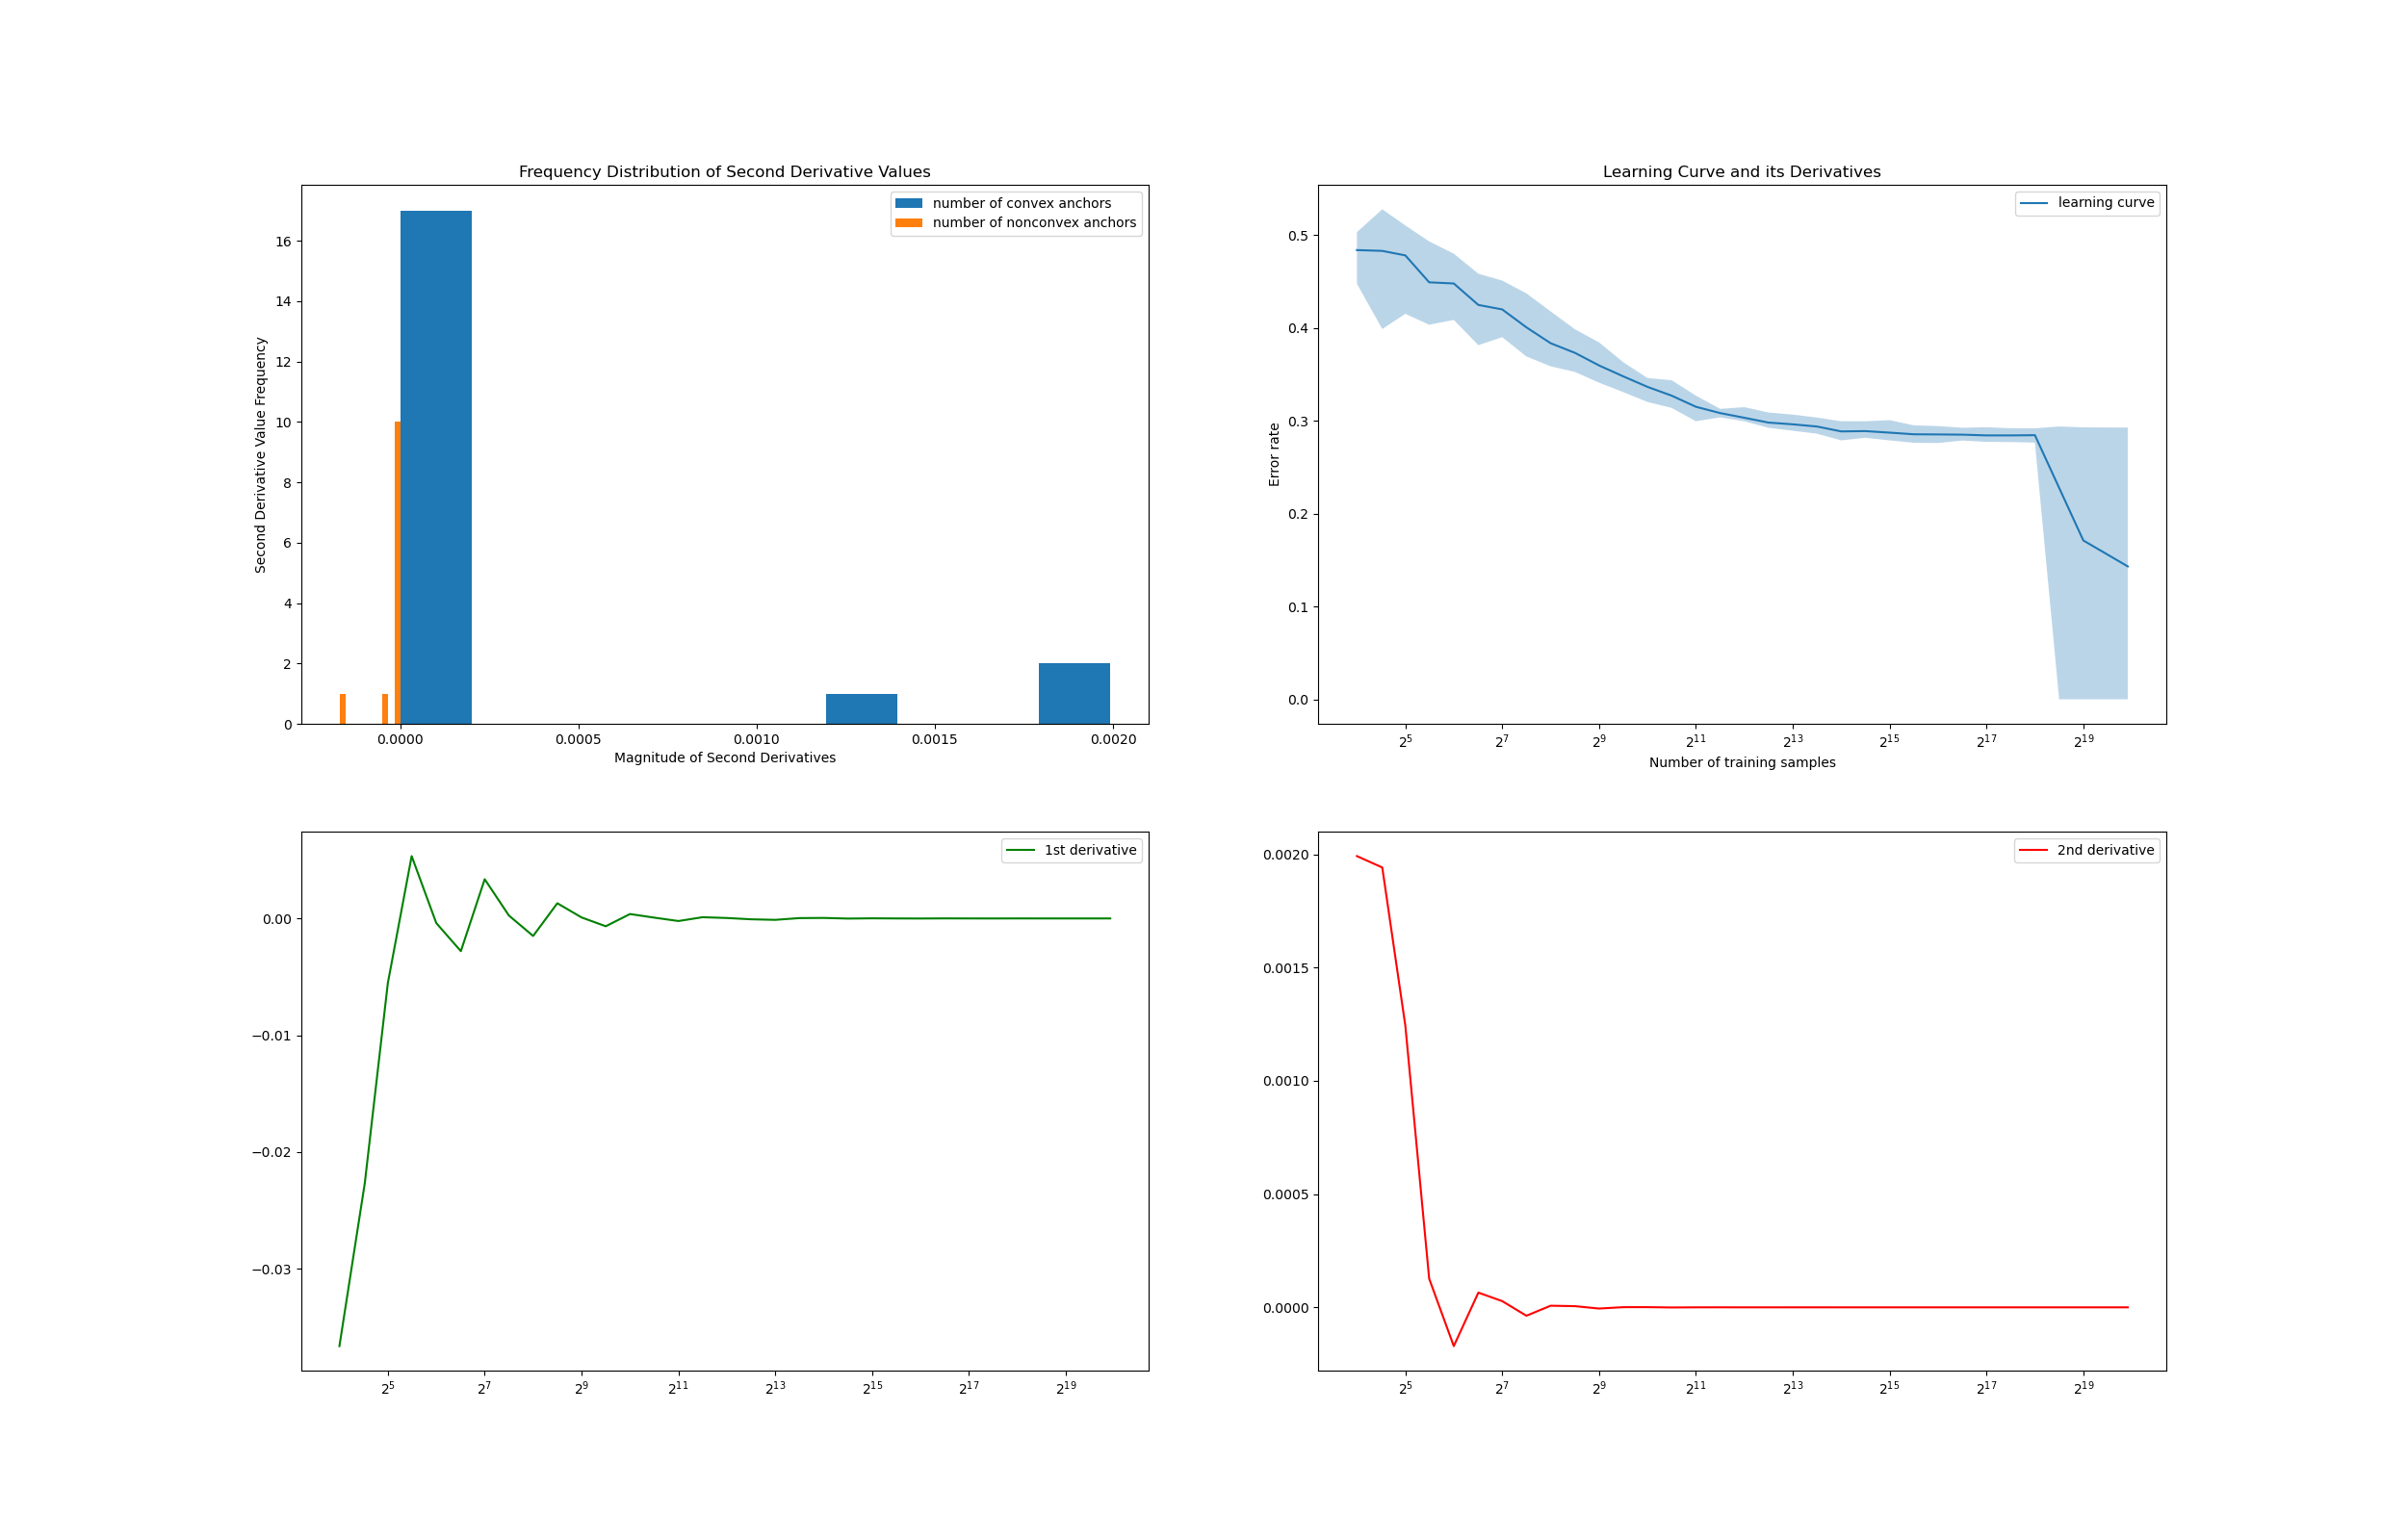 Frequency Distribution of Second Derivative Values
number of convex anchors
number of nonconvex anchors
Second Derivative Value Frequency
16
14
12
10
8
6
4
2
0
0.0000 0.0005 0.0010 0.0015 0.0020
Magnitude of Second Derivatives
Learning Curve and its Derivatives
learning curve
Error rate
0.5
0.4
0.3
0.2
0.1
0.0
2^5 2^7 2^9 2^11 2^13 2^15 2^17 2^19
Number of training samples
1st derivative
0.00
−0.01
−0.02
−0.03
2^5 2^7 2^9 2^11 2^13 2^15 2^17 2^19
2nd derivative
0.0020
0.0015
0.0010
0.0005
0.0000
2^5 2^7 2^9 2^11 2^13 2^15 2^17 2^19